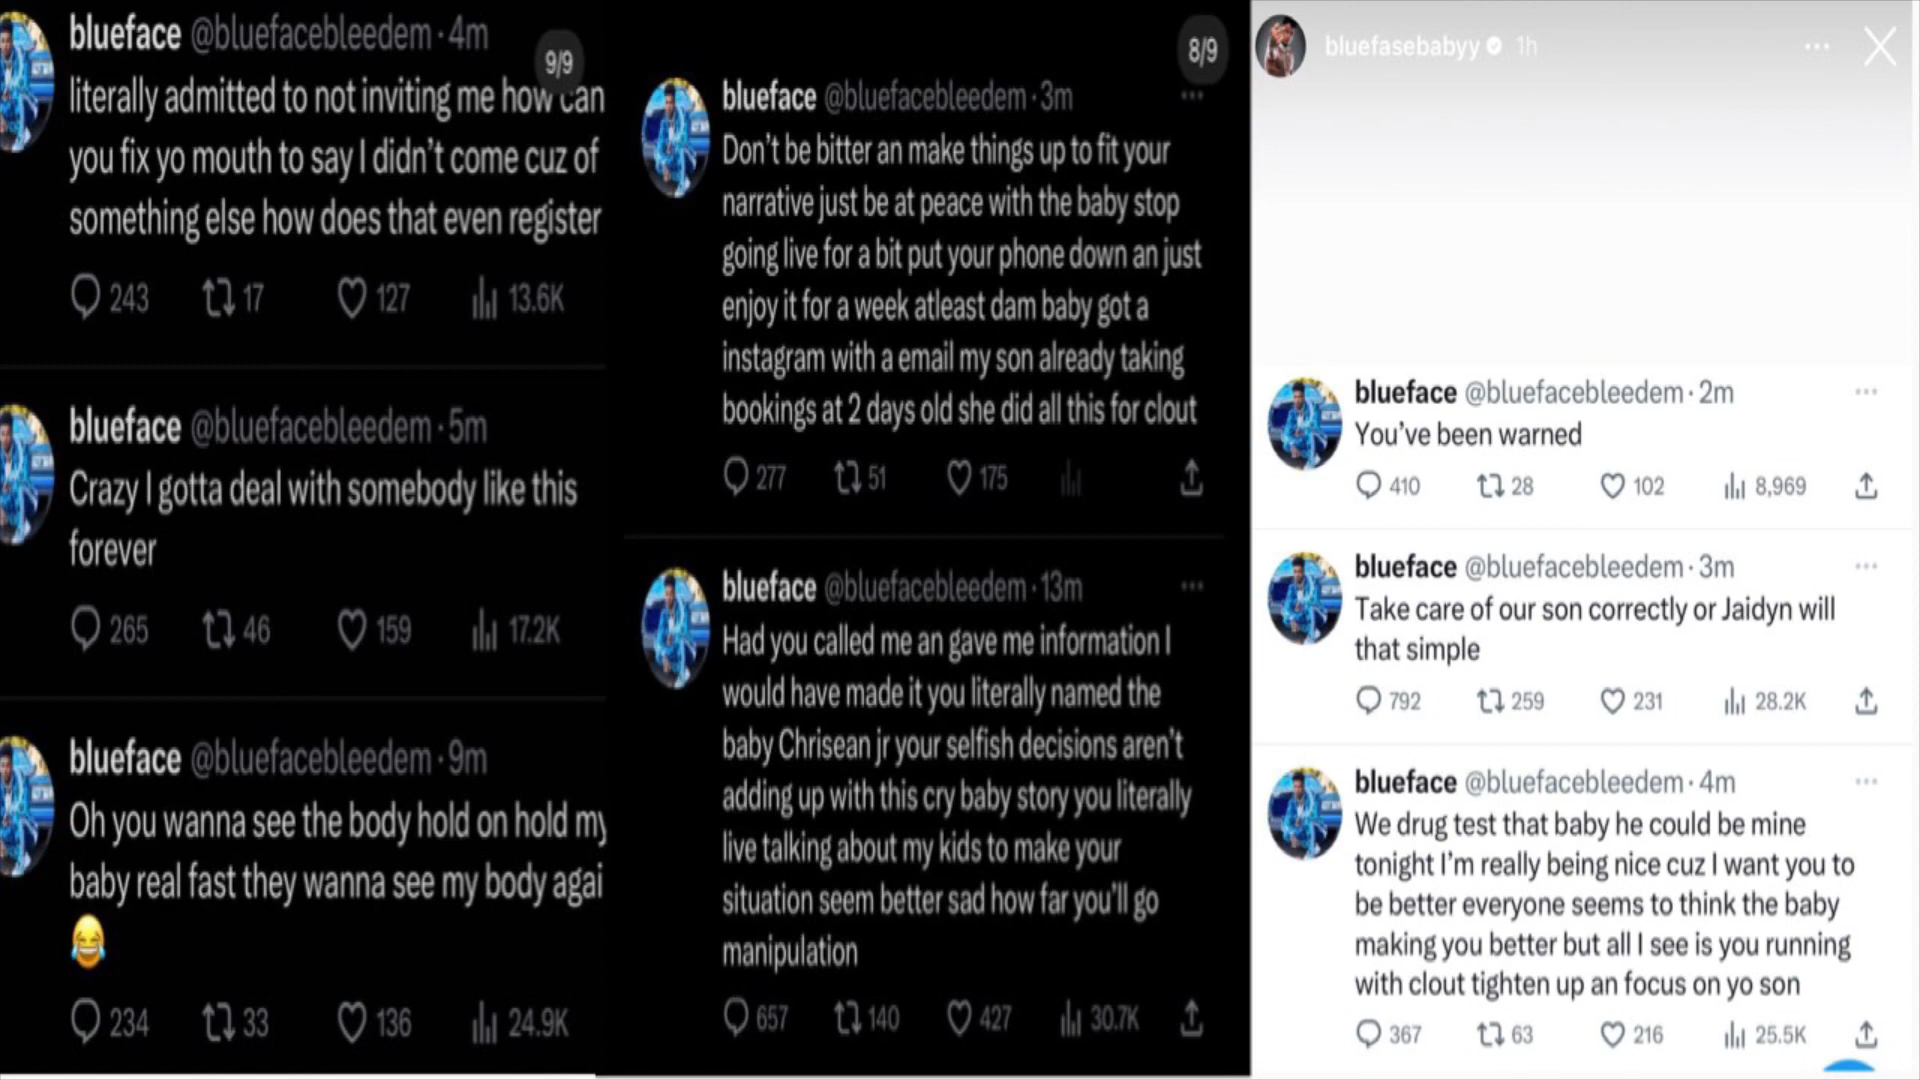 blueface @bluefacebleedem · 4m
9/9
literally admitted to not inviting me how can
you fix yo mouth to say I didn't come cuz of
something else how does that even register
243 17 127 13.6K
blueface @bluefacebleedem · 5m
Crazy I gotta deal with somebody like this
forever
265 46 159 17.2K
blueface @bluefacebleedem · 9m
Oh you wanna see the body hold on hold my
baby real fast they wanna see my body agai
😂
234 33 136 24.9K
8/9
blueface @bluefacebleedem · 3m
Don't be bitter an make things up to fit your
narrative just be at peace with the baby stop
going live for a bit put your phone down an just
enjoy it for a week atleast dam baby got a
instagram with a email my son already taking
bookings at 2 days old she did all this for clout
277 51 175
blueface @bluefacebleedem · 13m
Had you called me an gave me information I
would have made it you literally named the
baby Chrisean jr your selfish decisions aren't
adding up with this cry baby story you literally
live talking about my kids to make your
situation seem better sad how far you'll go
manipulation
657 140 427 30.7K
bluefasebabyy 1h
blueface @bluefacebleedem · 2m
You've been warned
410 28 102 8,969
blueface @bluefacebleedem · 3m
Take care of our son correctly or Jaidyn will
that simple
792 259 231 28.2K
blueface @bluefacebleedem · 4m
We drug test that baby he could be mine
tonight I'm really being nice cuz I want you to
be better everyone seems to think the baby
making you better but all I see is you running
with clout tighten up an focus on yo son
367 63 216 25.5K